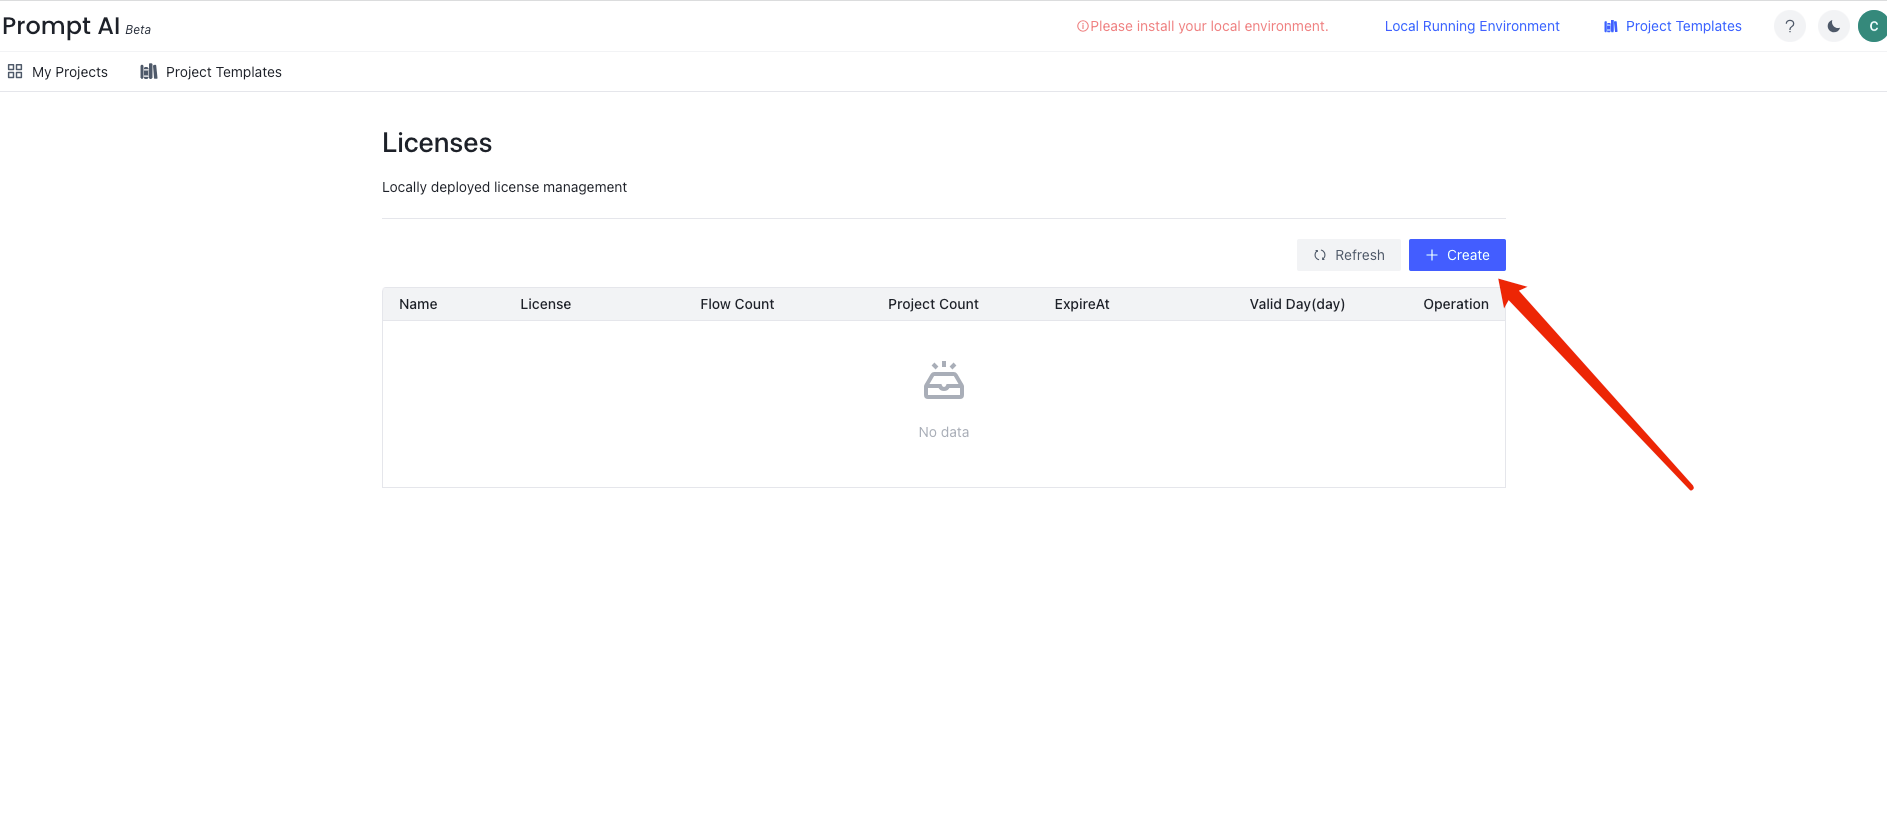 Prompt AI Beta
Please install your local environment.
Local Running Environment
Project Templates
?
C
My Projects
Project Templates
Licenses
Locally deployed license management
Refresh
+ Create
Name License Flow Count Project Count ExpireAt Valid Day(day) Operation
No data